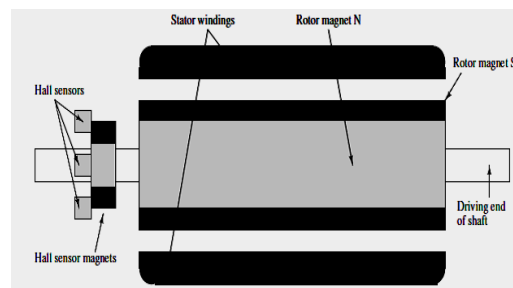 Stator windings
Rotor magnet N
Rotor magnet S
Hall sensors
Driving end
of shaft
Hall sensor magnets